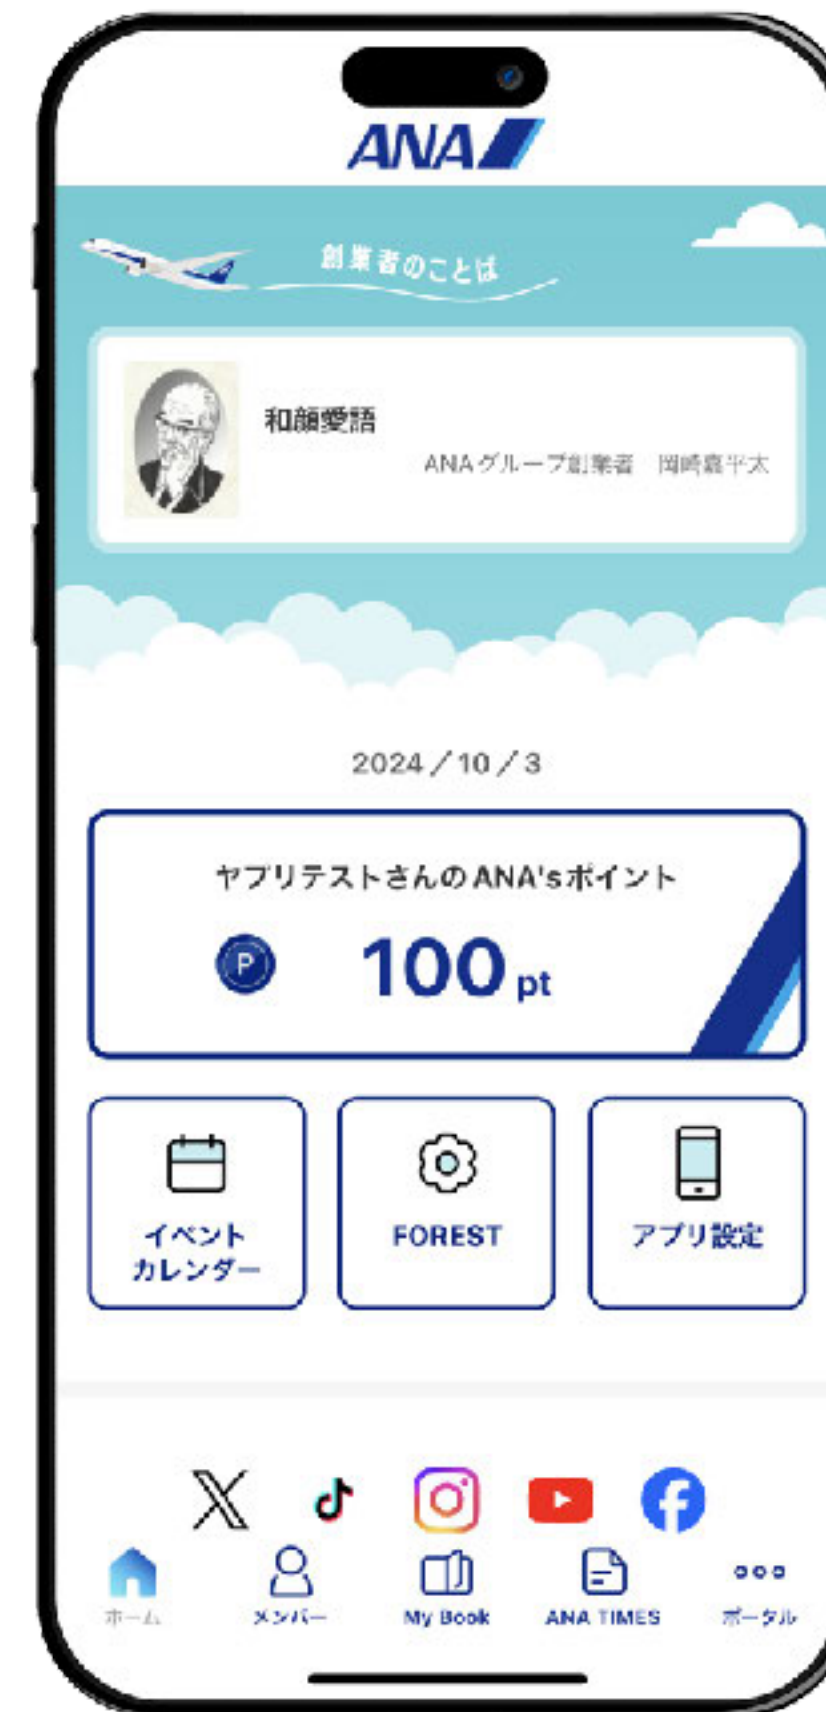 ANA
創業者のことば
和顔愛語
ANAグループ創業者 岡崎嘉平太
2024/10/3
ヤプリテストさんのANA'sポイント
P 100 pt
イベント
カレンダー
FOREST
アプリ設定
ホーム
メンバー
My Book
ANA TIMES
ポータル